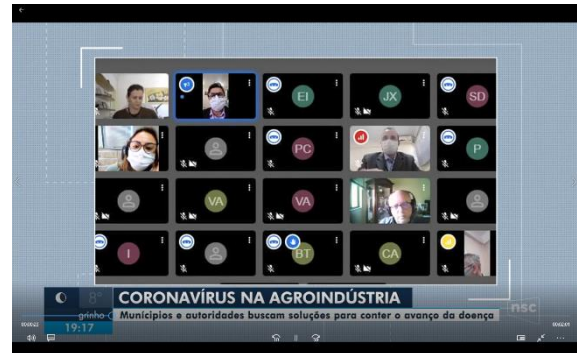 EI
JX
SD
PC
P
VA
VA
I
BT
CA
8°
CORONAVÍRUS NA AGROINDÚSTRIA
nsc
grinho
Municípios e autoridades buscam soluções para conter o avanço da doença
19:17